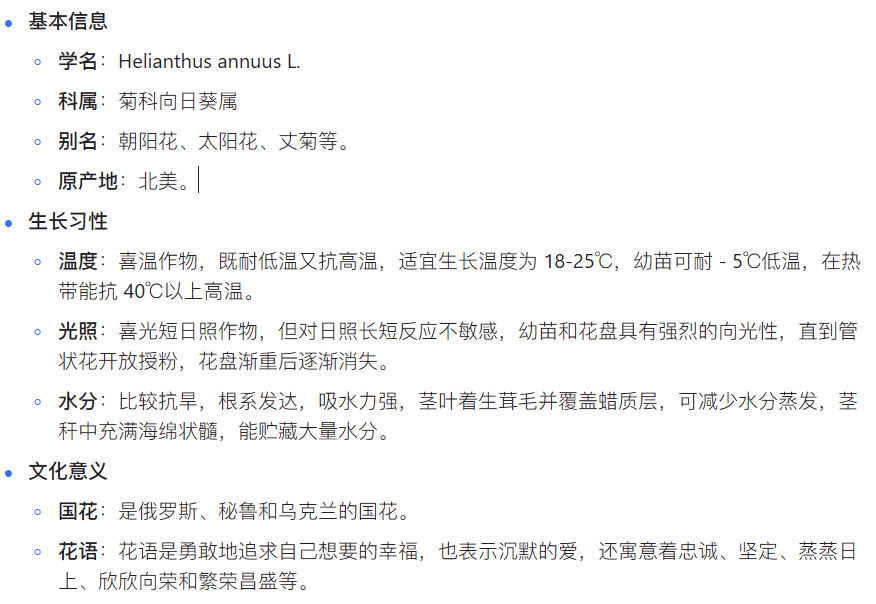 基本信息
学名：Helianthus annuus L.
科属：菊科向日葵属
别名：朝阳花、太阳花、丈菊等。
原产地：北美。
生长习性
温度：喜温作物，既耐低温又抗高温，适宜生长温度为 18-25℃，幼苗可耐 - 5℃低温，在热
带能抗 40℃以上高温。
光照：喜光短日照作物，但对日照长短反应不敏感，幼苗和花盘具有强烈的向光性，直到管
状花开放授粉，花盘渐重后逐渐消失。
水分：比较抗旱，根系发达，吸水力强，茎叶着生茸毛并覆盖蜡质层，可减少水分蒸发，茎
秆中充满海绵状髓，能贮藏大量水分。
文化意义
国花：是俄罗斯、秘鲁和乌克兰的国花。
花语：花语是勇敢地追求自己想要的幸福，也表示沉默的爱，还寓意着忠诚、坚定、蒸蒸日
上、欣欣向荣和繁荣昌盛等。